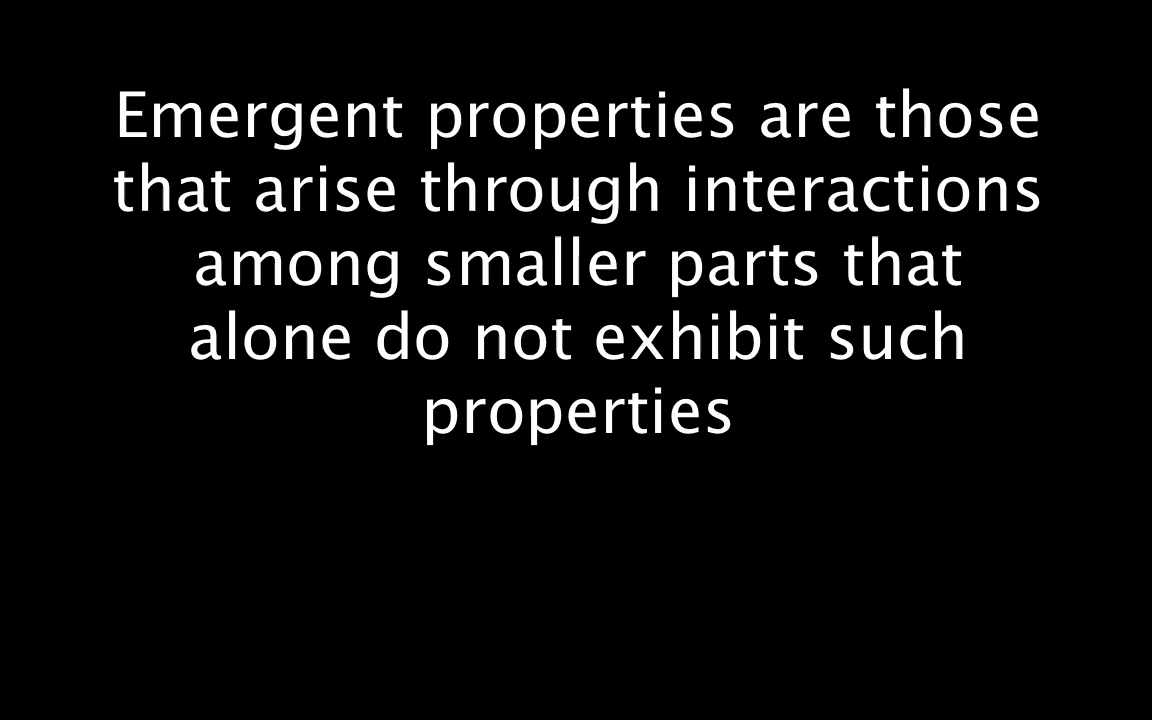 Emergent properties are those
that arise through interactions
among smaller parts that
alone do not exhibit such
properties